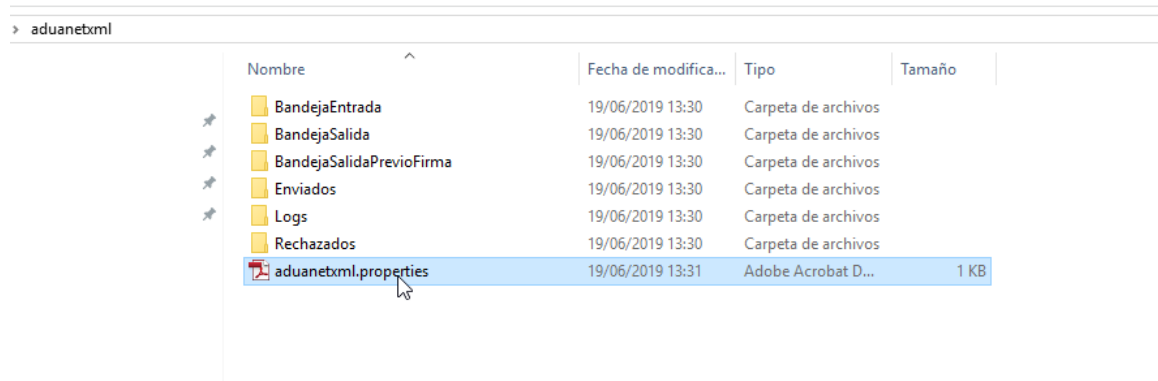 > aduanetxml
Nombre Fecha de modifica... Tipo Tamaño
BandejaEntrada 19/06/2019 13:30 Carpeta de archivos
BandejaSalida 19/06/2019 13:30 Carpeta de archivos
BandejaSalidaPrevioFirma 19/06/2019 13:30 Carpeta de archivos
Enviados 19/06/2019 13:30 Carpeta de archivos
Logs 19/06/2019 13:30 Carpeta de archivos
Rechazados 19/06/2019 13:30 Carpeta de archivos
aduanetxml.properties 19/06/2019 13:31 Adobe Acrobat D... 1 KB